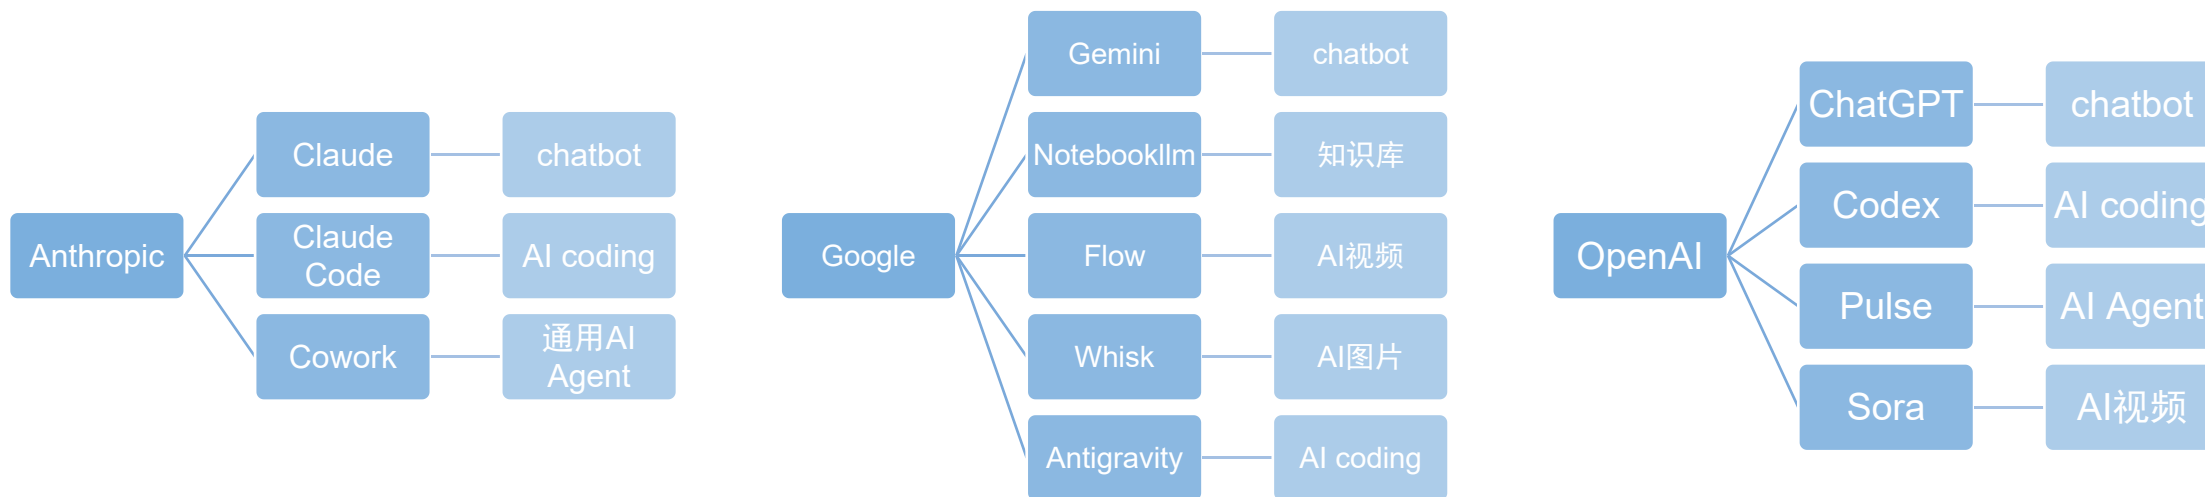 Anthropic
Claude
chatbot
Claude
Code
AI coding
Cowork
通用AI
Agent
Google
Gemini
chatbot
Notebookllm
知识库
Flow
AI视频
Whisk
AI图片
Antigravity
AI coding
OpenAI
ChatGPT
chatbot
Codex
AI coding
Pulse
AI Agent
Sora
AI视频